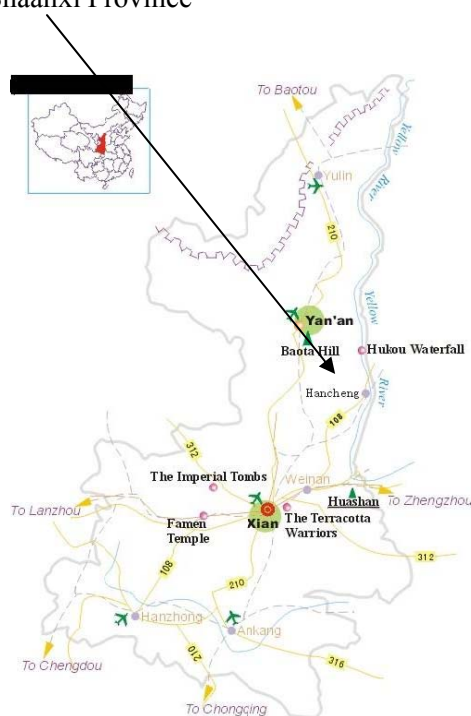 Shaanxi Province
To Baotou
Yellow
River
Yulin
210
Yellow
Yan'an
Baota Hill
Hukou Waterfall
River
Hancheng
108
312
The Imperial Tombs
Weinan
Huashan
To Zhengzhou
To Lanzhou
Famen
Temple
Xian
The Terracotta
Warriors
312
108
210
Hanzhong
Ankang
210
316
To Chengdou
To Chongqing